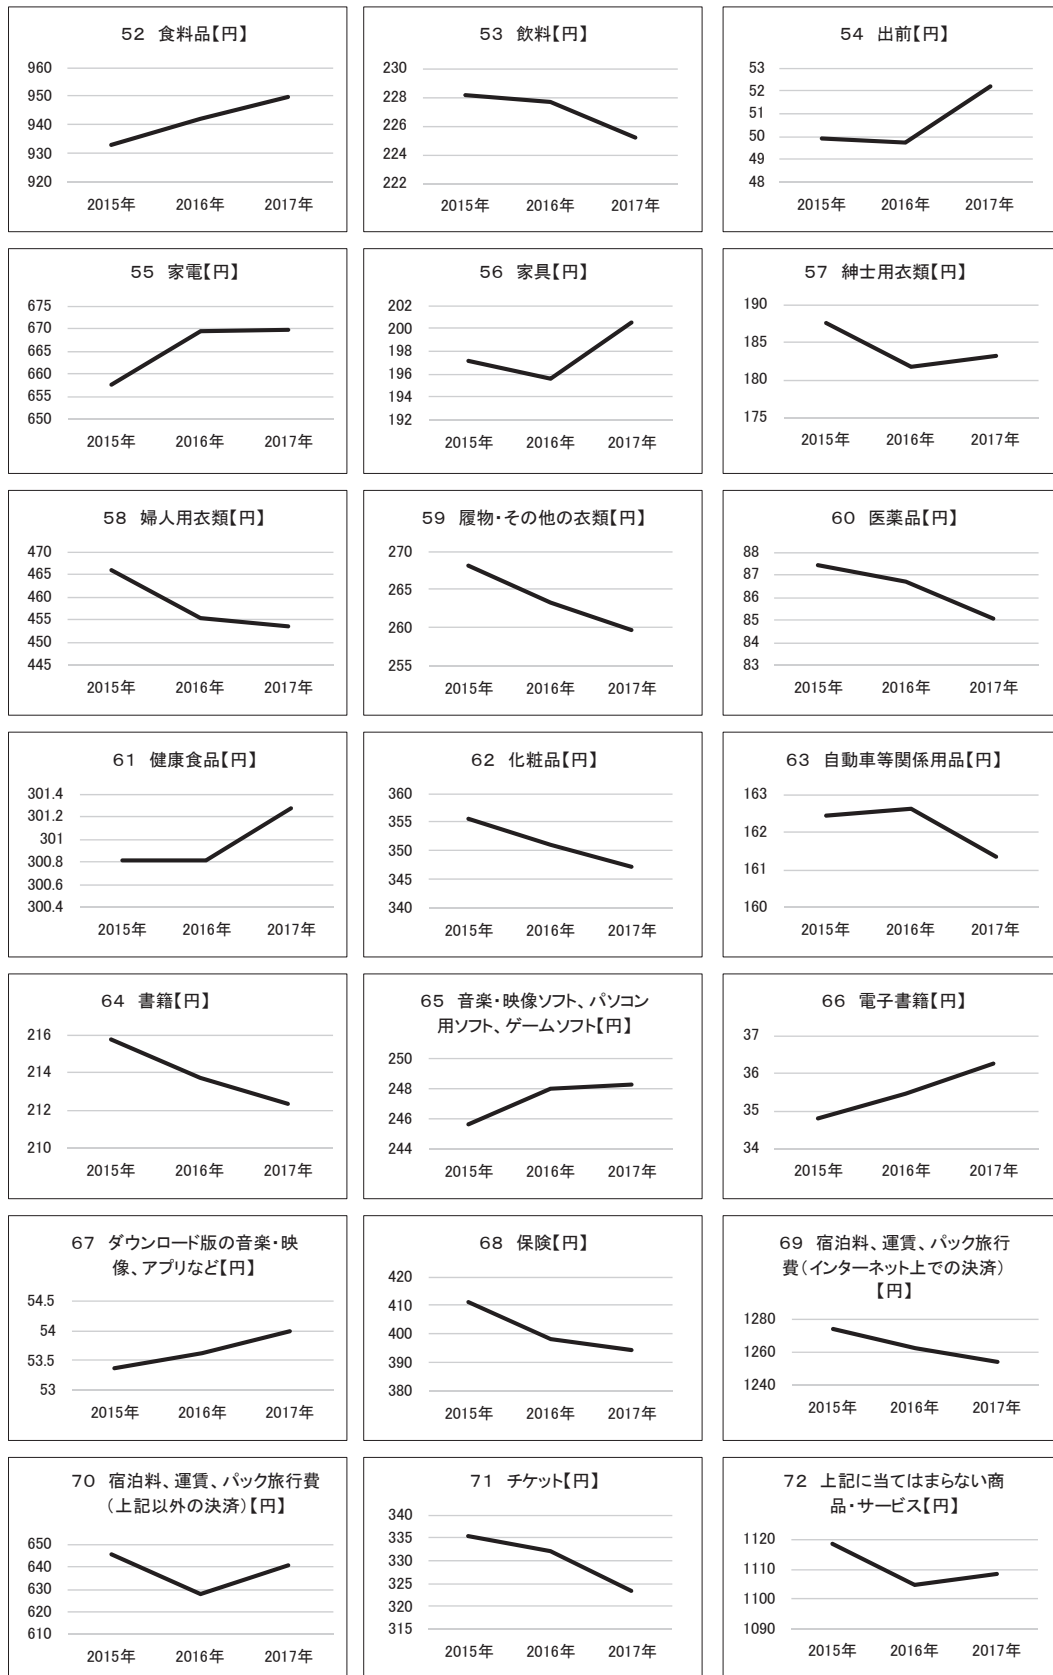 52 食料品【円】
960
950
940
930
920
2015年 2016年 2017年
53 飲料【円】
230
228
226
224
222
2015年 2016年 2017年
54 出前【円】
53
52
51
50
49
48
2015年 2016年 2017年
55 家電【円】
675
670
665
660
655
650
2015年 2016年 2017年
56 家具【円】
202
200
198
196
194
192
2015年 2016年 2017年
57 紳士用衣類【円】
190
185
180
175
2015年 2016年 2017年
58 婦人用衣類【円】
470
465
460
455
450
445
2015年 2016年 2017年
59 履物・その他の衣類【円】
270
265
260
255
2015年 2016年 2017年
60 医薬品【円】
88
87
86
85
84
83
2015年 2016年 2017年
61 健康食品【円】
301.4
301.2
301
300.8
300.6
300.4
2015年 2016年 2017年
62 化粧品【円】
360
355
350
345
340
2015年 2016年 2017年
63 自動車等関係用品【円】
163
162
161
160
2015年 2016年 2017年
64 書籍【円】
216
214
212
210
2015年 2016年 2017年
65 音楽・映像ソフト、パソコン
用ソフト、ゲームソフト【円】
250
248
246
244
2015年 2016年 2017年
66 電子書籍【円】
37
36
35
34
2015年 2016年 2017年
67 ダウンロード版の音楽・映
像、アプリなど【円】
54.5
54
53.5
53
2015年 2016年 2017年
68 保険【円】
420
410
400
390
380
2015年 2016年 2017年
69 宿泊料、運賃、パック旅行
費(インターネット上での決済)
【円】
1280
1260
1240
2015年 2016年 2017年
70 宿泊料、運賃、パック旅行費
(上記以外の決済)【円】
650
640
630
620
610
2015年 2016年 2017年
71 チケット【円】
340
335
330
325
320
315
2015年 2016年 2017年
72 上記に当てはまらない商
品・サービス【円】
1120
1110
1100
1090
2015年 2016年 2017年